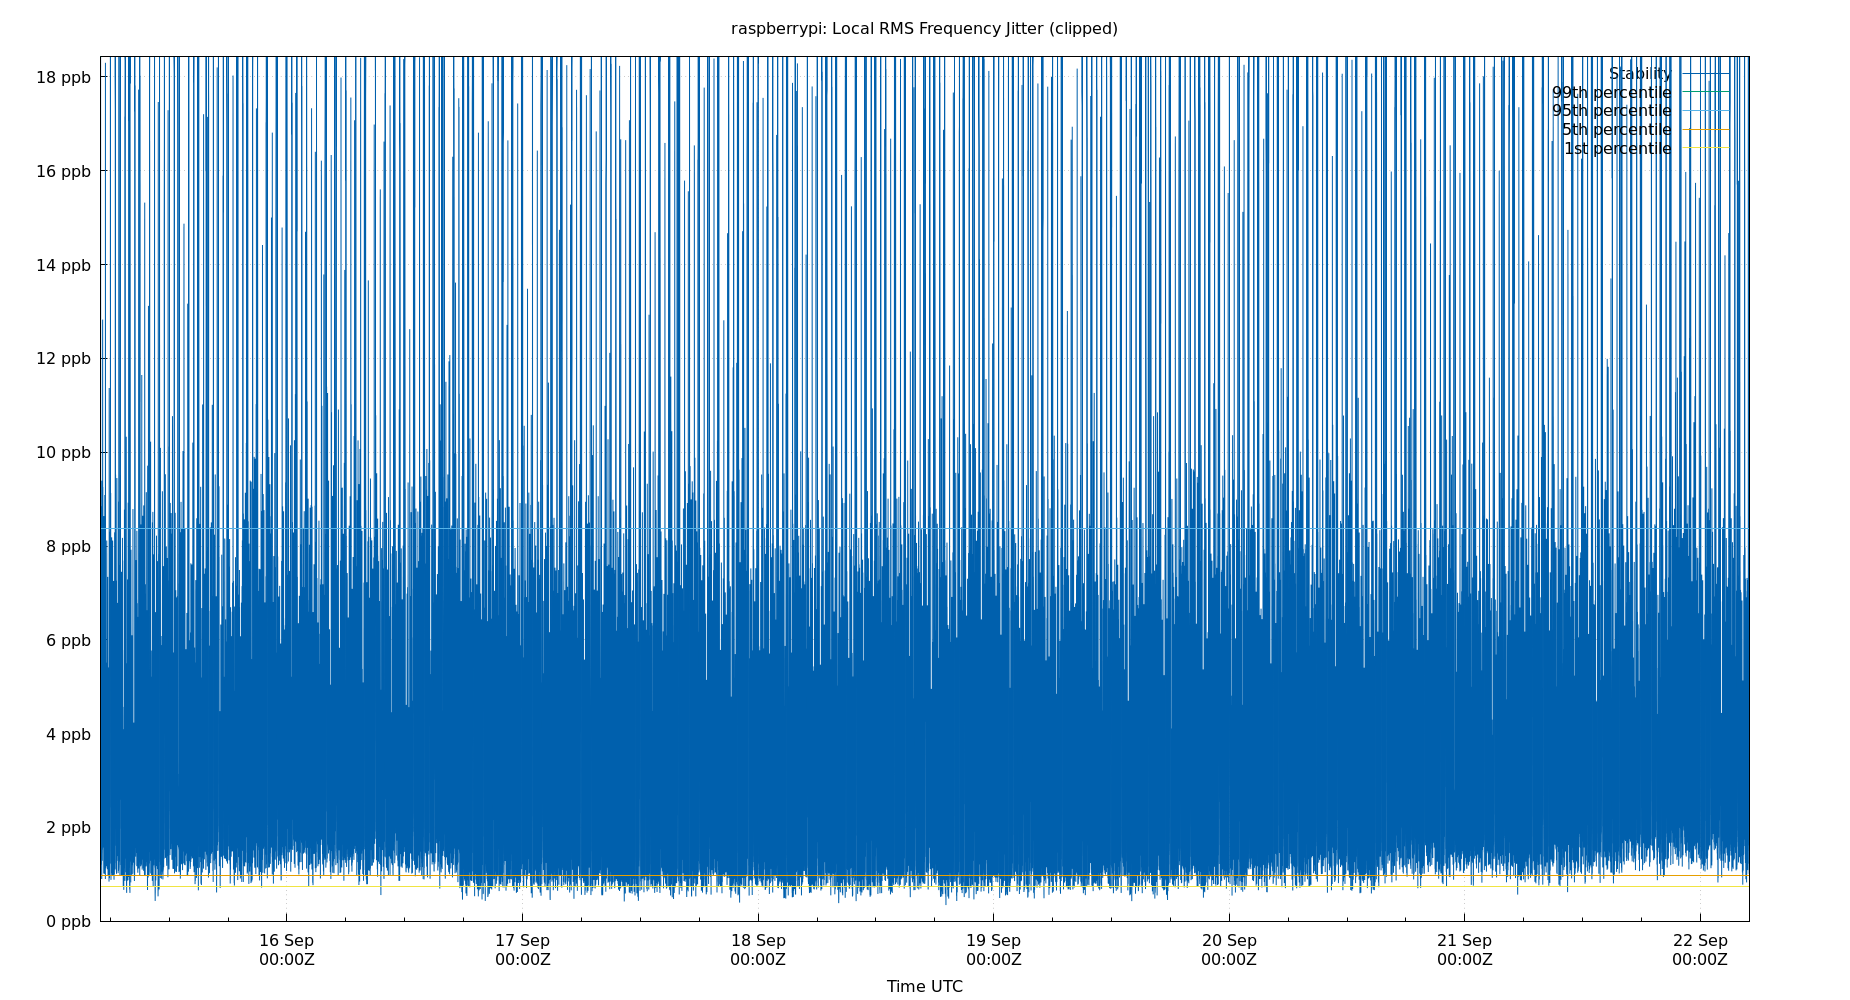 raspberrypi: Local RMS Frequency Jitter (clipped)
18 ppb
Stability
99th percentile
95th percentile
5th percentile
1st percentile
16 ppb
14 ppb
12 ppb
10 ppb
8 ppb
6 ppb
4 ppb
2 ppb
0 ppb
16 Sep 17 Sep 18 Sep 19 Sep 20 Sep 21 Sep 22 Sep
00:00Z 00:00Z 00:00Z 00:00Z 00:00Z 00:00Z 00:00Z
Time UTC